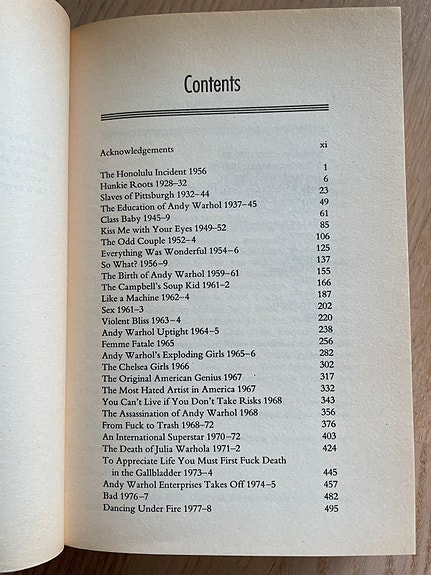 Contents
Acknowledgements xi
The Honolulu Incident 1956 1
Hunkie Roots 1928–32 6
Slaves of Pittsburgh 1932–44 23
The Education of Andy Warhol 1937–45 49
Class Baby 1945–9 61
Kiss Me with Your Eyes 1949–52 85
The Odd Couple 1952–4 106
Everything Was Wonderful 1954–6 125
So What? 1956–9 137
The Birth of Andy Warhol 1959–61 155
The Campbell's Soup Kid 1961–2 166
Like a Machine 1962–4 187
Sex 1961–3 202
Violent Bliss 1963–4 220
Andy Warhol Uptight 1964–5 238
Femme Fatale 1965 256
Andy Warhol's Exploding Girls 1965–6 282
The Chelsea Girls 1966 302
The Original American Genius 1967 317
The Most Hated Artist in America 1967 332
You Can't Live if You Don't Take Risks 1968 343
The Assassination of Andy Warhol 1968 356
From Fuck to Trash 1968–72 376
An International Superstar 1970–72 403
The Death of Julia Warhola 1971–2 424
To Appreciate Life You Must First Fuck Death
in the Gallbladder 1973–4 445
Andy Warhol Enterprises Takes Off 1974–5 457
Bad 1976–7 482
Dancing Under Fire 1977–8 495